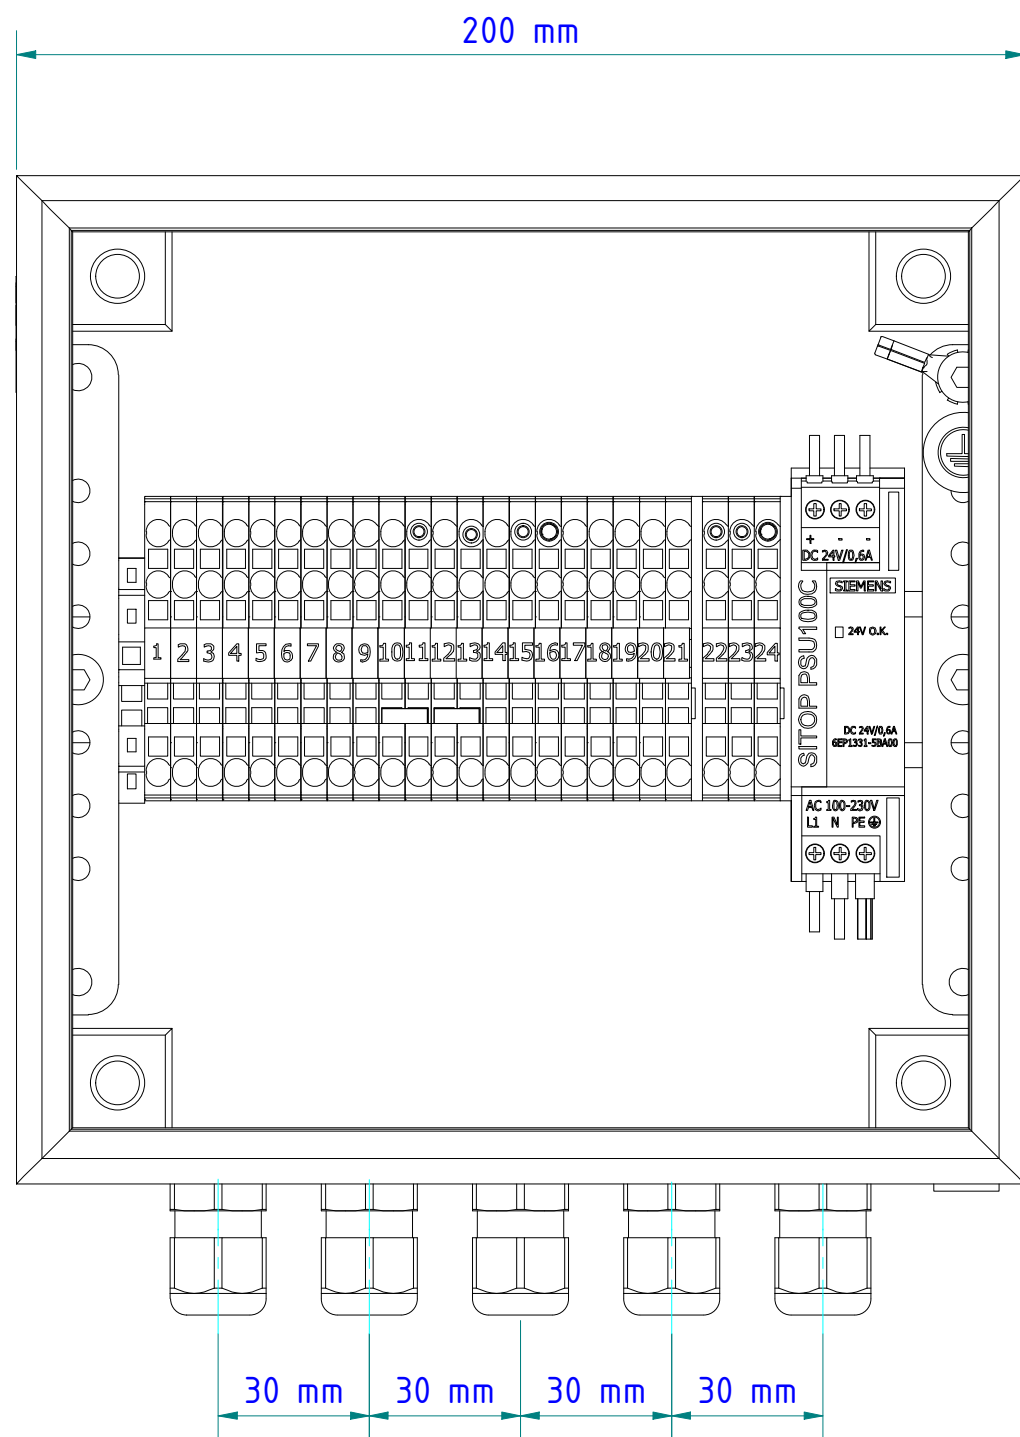 200 mm
+ - -
DC 24V/0,6A
SIEMENS
24V O.K.
SITOP PSU100C
1 2 3 4 5 6 7 8 9 10 11 12 13 14 15 16 17 18 19 20 21 22 23 24
DC 24V/0,6A
6EP1331-5BA00
AC 100-230V
L1 N PE
30 mm 30 mm 30 mm 30 mm